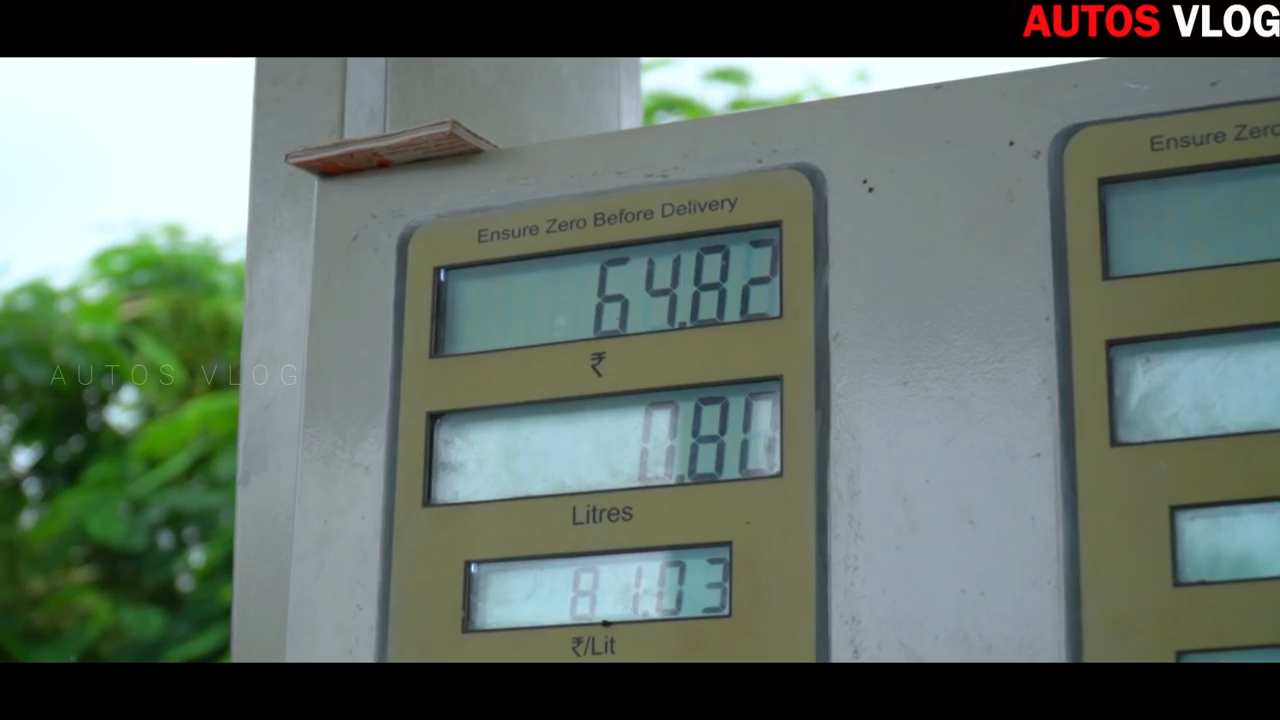 AUTOS VLOG
Ensure Zero Before Delivery
64.82
₹
0.80
Litres
81.03
₹/Lit
Ensure Zero
AUTOS VLOG